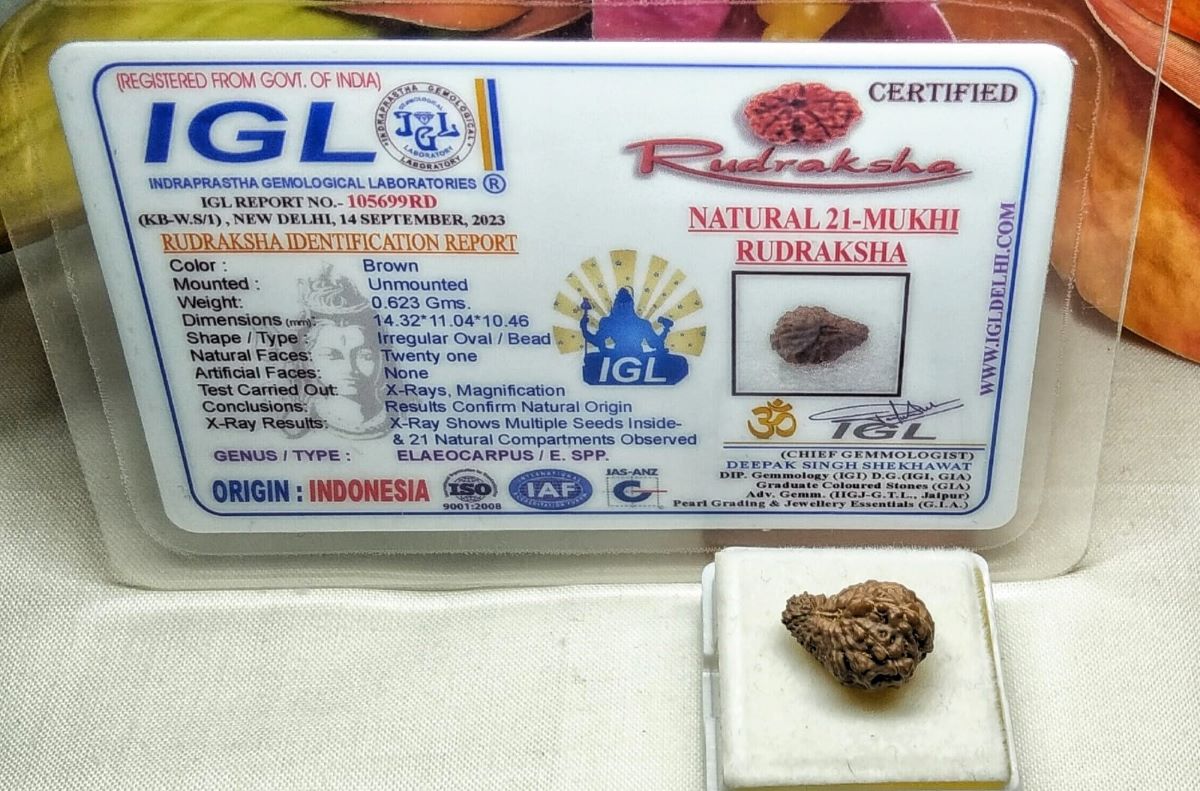 (REGISTERED FROM GOVT. OF INDIA)
IGL
INDRAPRASTHA GEMOLOGICAL LABORATORY
GEMOLOGICAL
LABORATORY
INDRAPRASTHA GEMOLOGICAL LABORATORIES ®
IGL REPORT NO.- 105699RD
(KB-W.S/1) , NEW DELHI, 14 SEPTEMBER, 2023
RUDRAKSHA IDENTIFICATION REPORT
Color : Brown
Mounted : Unmounted
Weight: 0.623 Gms.
Dimensions (mm): 14.32*11.04*10.46
Shape / Type : Irregular Oval / Bead
Natural Faces: Twenty one
Artificial Faces: None
Test Carried Out: X-Rays, Magnification
Conclusions: Results Confirm Natural Origin
X-Ray Results: X-Ray Shows Multiple Seeds Inside-
& 21 Natural Compartments Observed
GENUS / TYPE : ELAEOCARPUS / E. SPP.
ORIGIN : INDONESIA
ISO
9001:2008
IAF
JAS-ANZ
IGL
CERTIFIED
Rudraksha
NATURAL 21-MUKHI
RUDRAKSHA
WWW.IGLDELHI.COM
ॐ
IGL
(CHIEF GEMMOLOGIST)
DEEPAK SINGH SHEKHAWAT
DIP. Gemmology (IGI) D.G.(IGI, GIA)
Graduate Coloured Stones (GIA)
Adv. Gemm. (IIGJ-G.T.L., Jaipur)
Pearl Grading & Jewellery Essentials (G.I.A.)